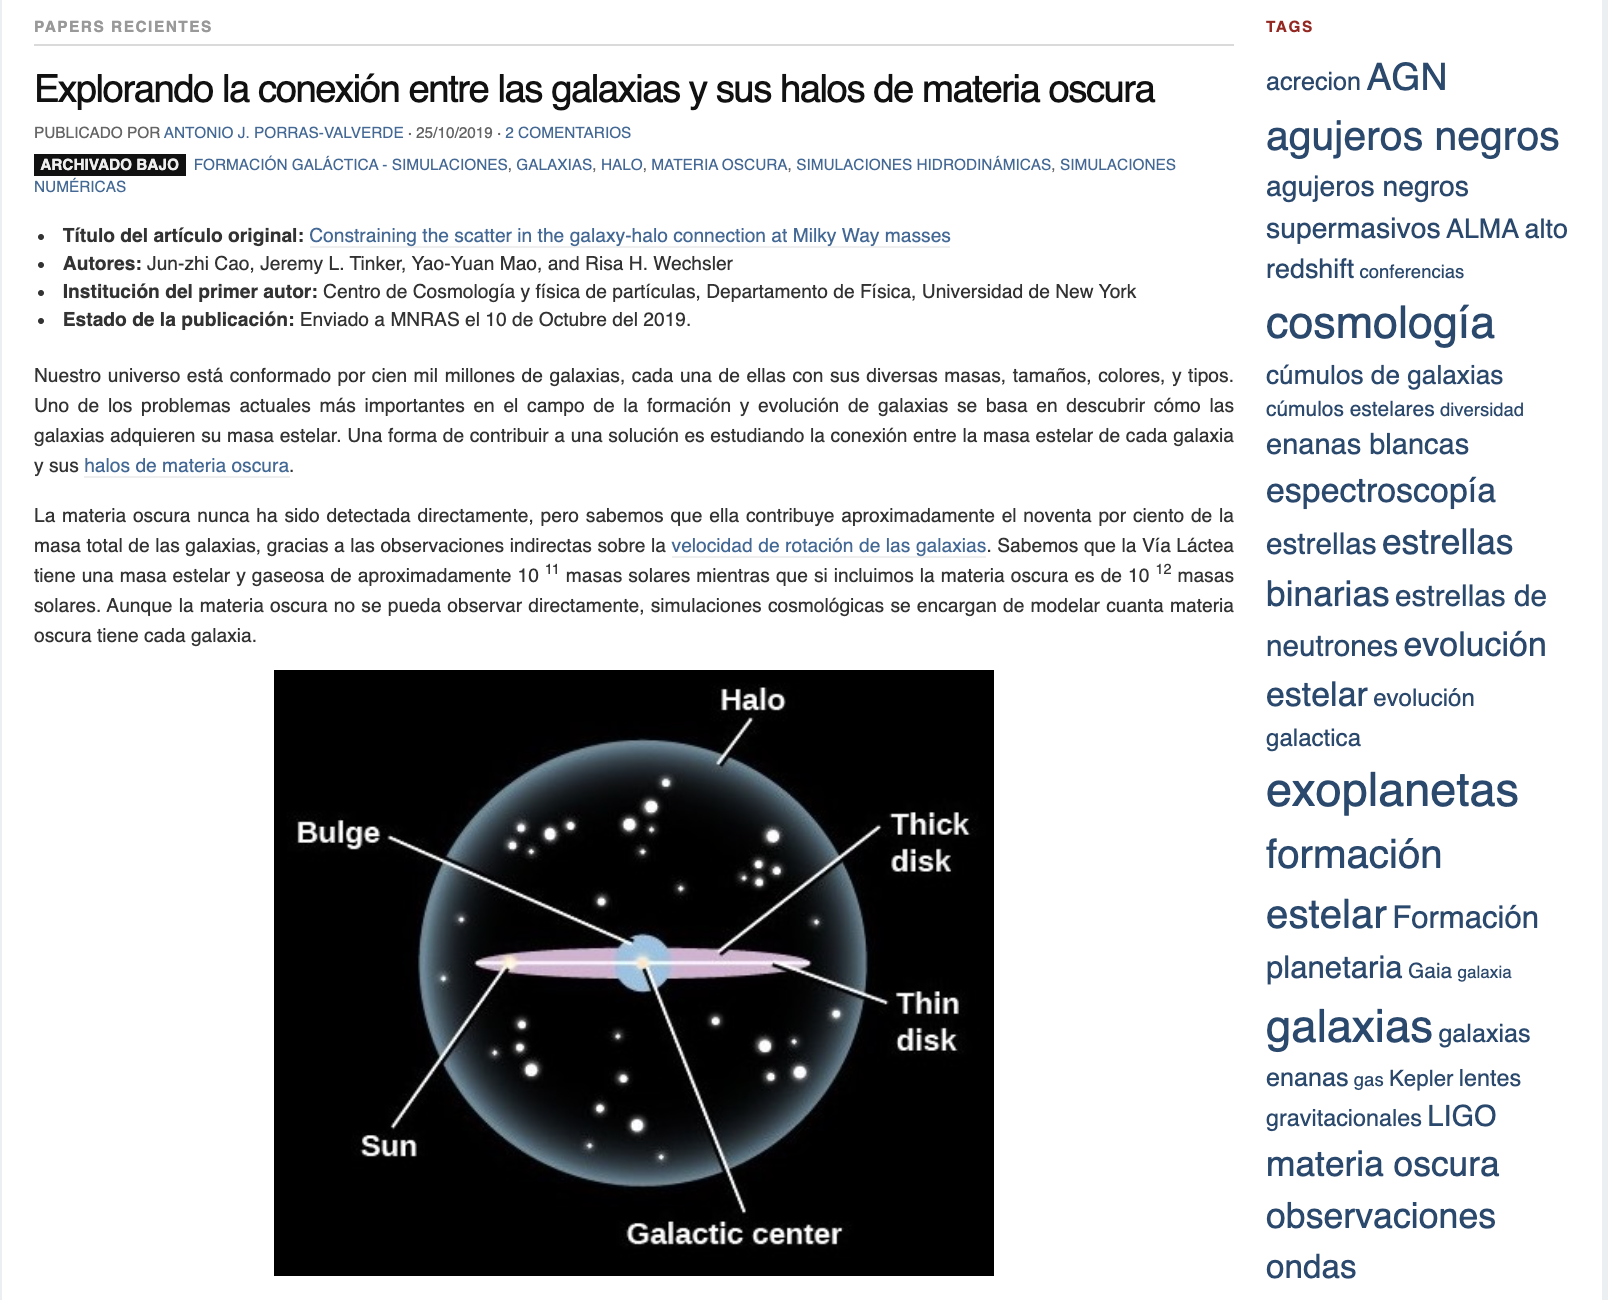 PAPERS RECIENTES
Explorando la conexión entre las galaxias y sus halos de materia oscura
PUBLICADO POR ANTONIO J. PORRAS-VALVERDE · 25/10/2019 · 2 COMENTARIOS
ARCHIVADO BAJO FORMACIÓN GALÁCTICA - SIMULACIONES, GALAXIAS, HALO, MATERIA OSCURA, SIMULACIONES HIDRODINÁMICAS, SIMULACIONES
NUMÉRICAS
• Título del artículo original: Constraining the scatter in the galaxy-halo connection at Milky Way masses
• Autores: Jun-zhi Cao, Jeremy L. Tinker, Yao-Yuan Mao, and Risa H. Wechsler
• Institución del primer autor: Centro de Cosmología y física de partículas, Departamento de Física, Universidad de New York
• Estado de la publicación: Enviado a MNRAS el 10 de Octubre del 2019.
Nuestro universo está conformado por cien mil millones de galaxias, cada una de ellas con sus diversas masas, tamaños, colores, y tipos.
Uno de los problemas actuales más importantes en el campo de la formación y evolución de galaxias se basa en descubrir cómo las
galaxias adquieren su masa estelar. Una forma de contribuir a una solución es estudiando la conexión entre la masa estelar de cada galaxia
y sus halos de materia oscura.
La materia oscura nunca ha sido detectada directamente, pero sabemos que ella contribuye aproximadamente el noventa por ciento de la
masa total de las galaxias, gracias a las observaciones indirectas sobre la velocidad de rotación de las galaxias. Sabemos que la Vía Láctea
tiene una masa estelar y gaseosa de aproximadamente 10 11 masas solares mientras que si incluimos la materia oscura es de 10 12 masas
solares. Aunque la materia oscura no se pueda observar directamente, simulaciones cosmológicas se encargan de modelar cuanta materia
oscura tiene cada galaxia.
Halo
Bulge
Thick
disk
Thin
disk
Sun
Galactic center
TAGS
acrecion AGN
agujeros negros
agujeros negros
supermasivos ALMA alto
redshift conferencias
cosmología
cúmulos de galaxias
cúmulos estelares diversidad
enanas blancas
espectroscopía
estrellas estrellas
binarias estrellas de
neutrones evolución
estelar evolución
galactica
exoplanetas
formación
estelar Formación
planetaria Gaia galaxia
galaxias galaxias
enanas gas Kepler lentes
gravitacionales LIGO
materia oscura
observaciones
ondas